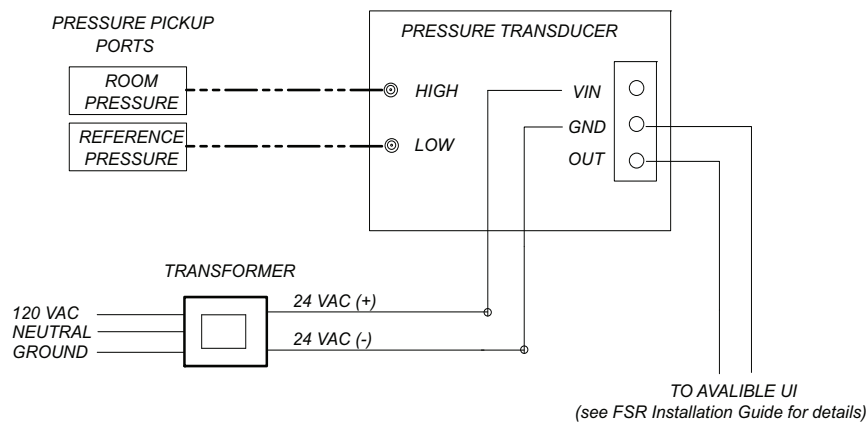 PRESSURE PICKUP
PORTS
ROOM
PRESSURE
REFERENCE
PRESSURE
PRESSURE TRANSDUCER
HIGH
LOW
VIN
GND
OUT
TRANSFORMER
120 VAC
NEUTRAL
GROUND
24 VAC (+)
24 VAC (-)
TO AVALIBLE UI
(see FSR Installation Guide for details)